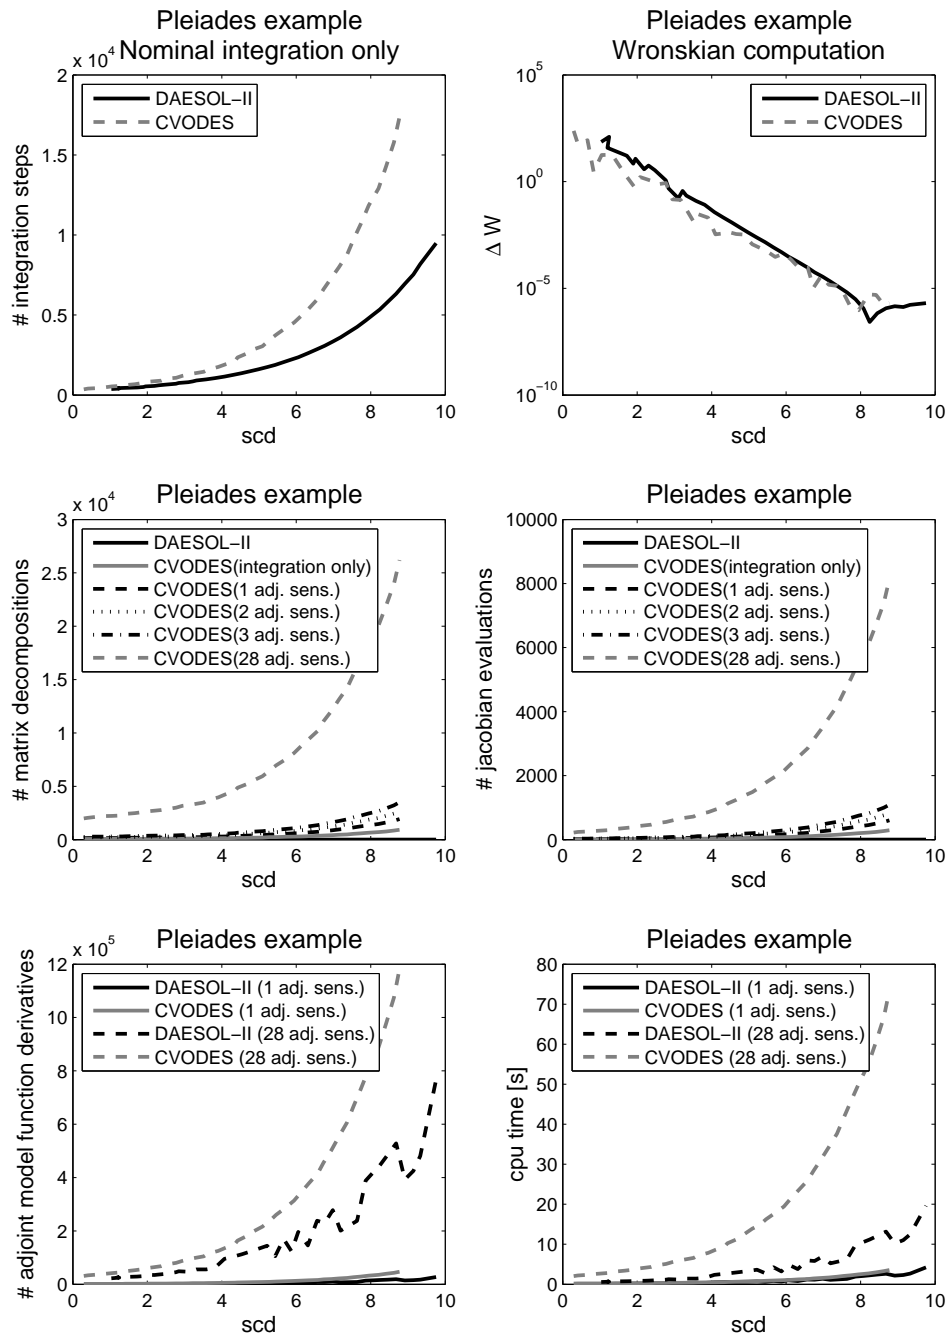 Pleiades example
Nominal integration only
x 10^4
2
1.5
1
0.5
0
# integration steps
DAESOL-II
CVODES
0 2 4 6 8 10
scd
Pleiades example
Wronskian computation
10^5
10^0
10^-5
10^-10
Δ W
DAESOL-II
CVODES
0 2 4 6 8 10
scd
Pleiades example
x 10^4
3
2.5
2
1.5
1
0.5
0
# matrix decompositions
DAESOL-II
CVODES(integration only)
CVODES(1 adj. sens.)
CVODES(2 adj. sens.)
CVODES(3 adj. sens.)
CVODES(28 adj. sens.)
0 2 4 6 8 10
scd
Pleiades example
10000
8000
6000
4000
2000
0
# jacobian evaluations
DAESOL-II
CVODES(integration only)
CVODES(1 adj. sens.)
CVODES(2 adj. sens.)
CVODES(3 adj. sens.)
CVODES(28 adj. sens.)
0 2 4 6 8 10
scd
Pleiades example
x 10^5
12
10
8
6
4
2
0
# adjoint model function derivatives
DAESOL-II (1 adj. sens.)
CVODES (1 adj. sens.)
DAESOL-II (28 adj. sens.)
CVODES (28 adj. sens.)
0 2 4 6 8 10
scd
Pleiades example
80
70
60
50
40
30
20
10
0
cpu time [s]
DAESOL-II (1 adj. sens.)
CVODES (1 adj. sens.)
DAESOL-II (28 adj. sens.)
CVODES (28 adj. sens.)
0 2 4 6 8 10
scd